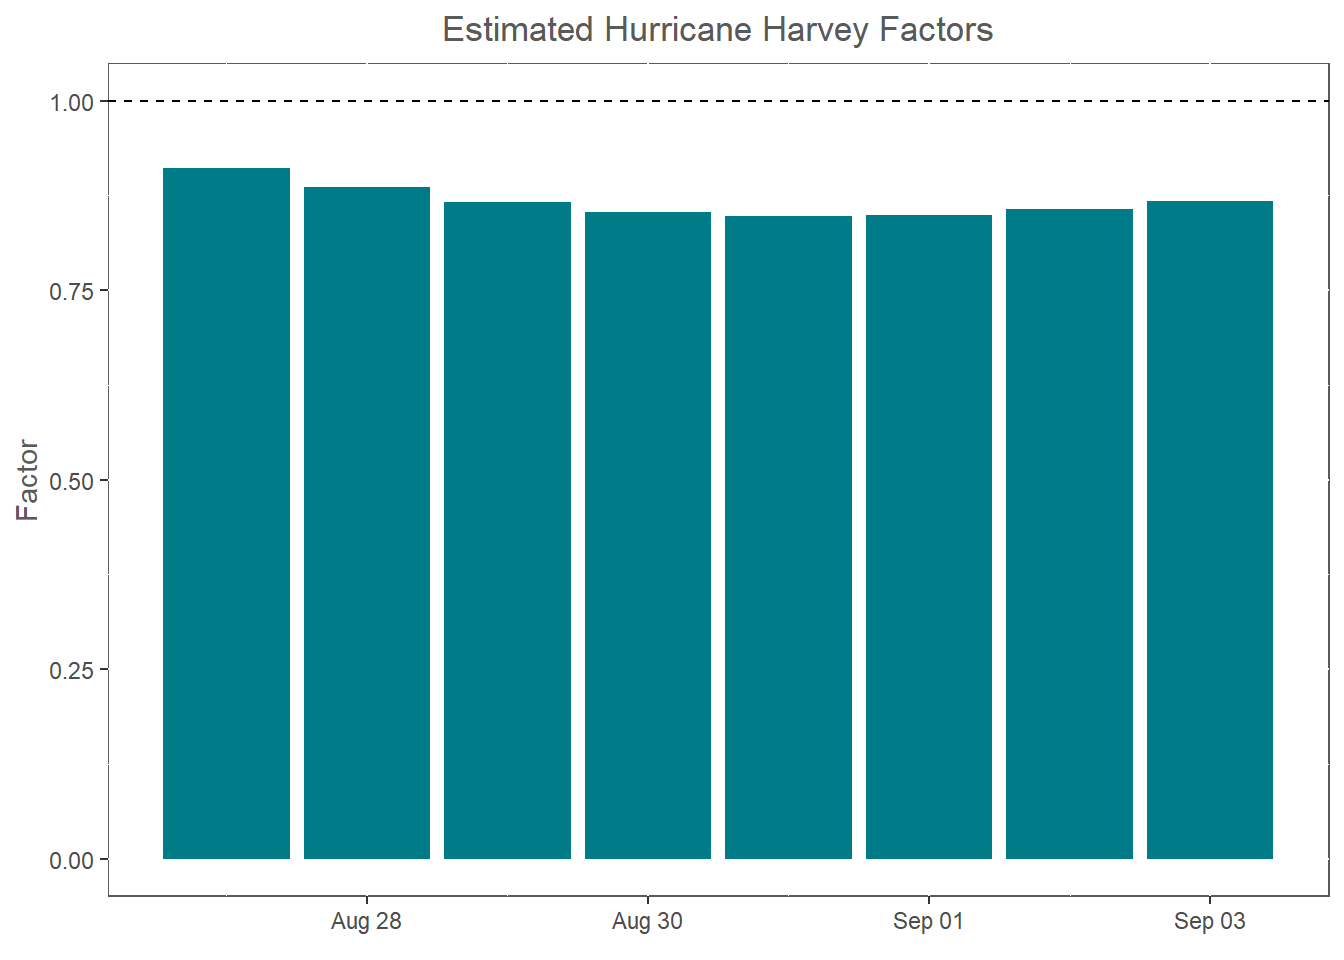 Estimated Hurricane Harvey Factors
1.00
0.75
0.50
0.25
0.00
Factor
Aug 28
Aug 30
Sep 01
Sep 03